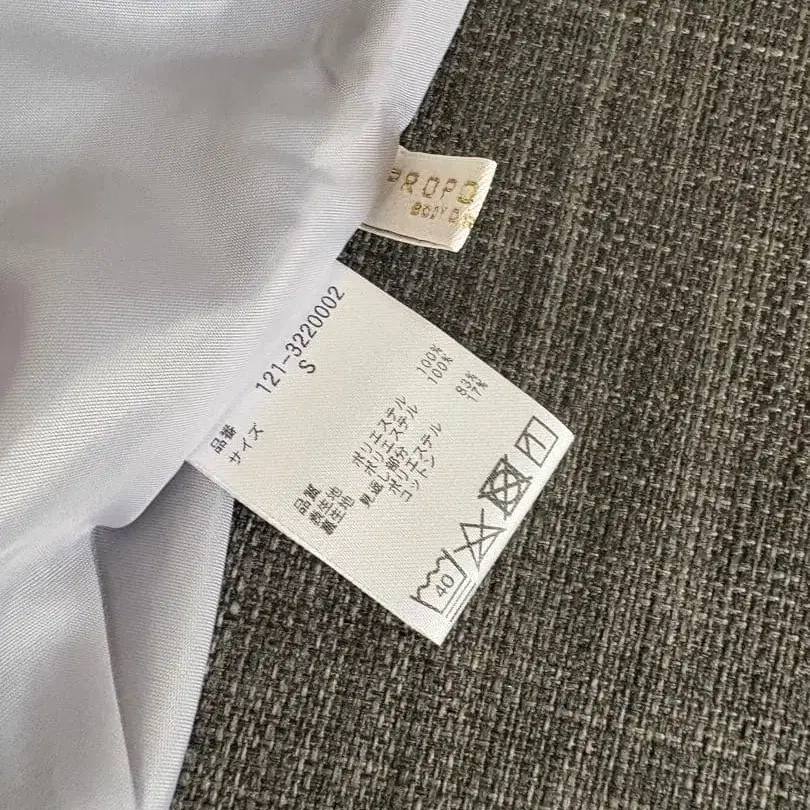 PROPO
BODY D
品番 121-3220002
サイズ S
品質
表生地 ポリエステル 100%
裏生地 ポリエステル 100%
見返し部分
ポリエステル 83%
コットン 17%
40